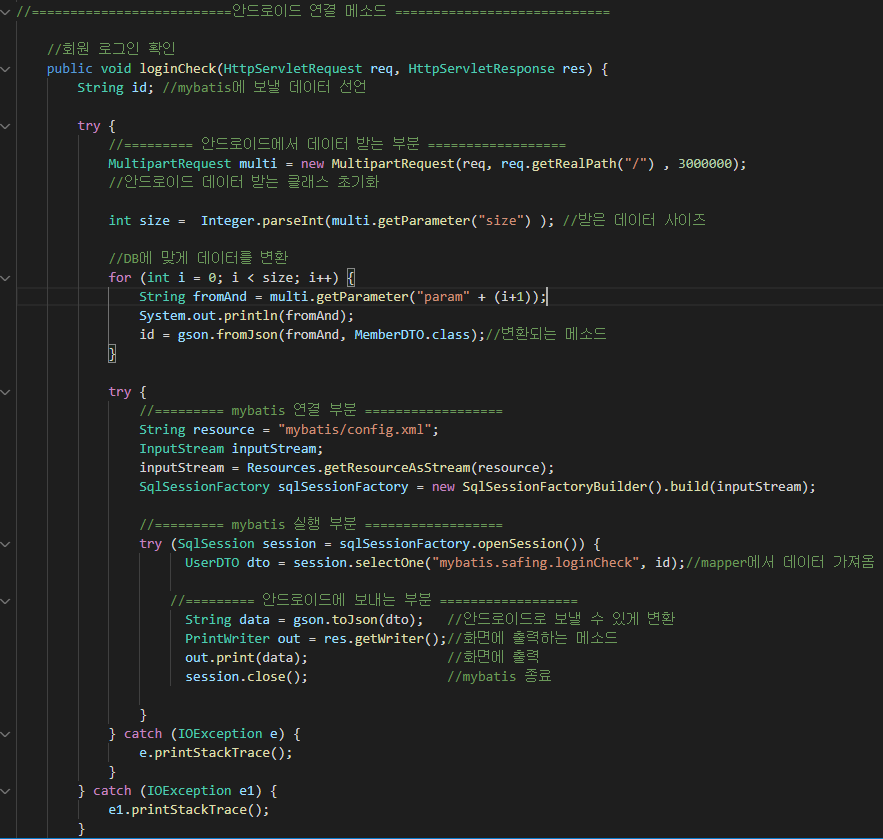 //==========================안드로이드 연결 메소드 ============================
//회원 로그인 확인
public void loginCheck(HttpServletRequest req, HttpServletResponse res) {
String id; //mybatis에 보낼 데이터 선언
try {
//========= 안드로이드에서 데이터 받는 부분 ==================
MultipartRequest multi = new MultipartRequest(req, req.getRealPath("/") , 3000000);
//안드로이드 데이터 받는 클래스 초기화
int size =  Integer.parseInt(multi.getParameter("size") ); //받은 데이터 사이즈
//DB에 맞게 데이터를 변환
for (int i = 0; i < size; i++) {
String fromAnd = multi.getParameter("param" + (i+1));
System.out.println(fromAnd);
id = gson.fromJson(fromAnd, MemberDTO.class);//변환되는 메소드
}
try {
//========= mybatis 연결 부분 ==================
String resource = "mybatis/config.xml";
InputStream inputStream;
inputStream = Resources.getResourceAsStream(resource);
SqlSessionFactory sqlSessionFactory = new SqlSessionFactoryBuilder().build(inputStream);
//========= mybatis 실행 부분 ==================
try (SqlSession session = sqlSessionFactory.openSession()) {
UserDTO dto = session.selectOne("mybatis.safing.loginCheck", id);//mapper에서 데이터 가져옴
//========= 안드로이드에 보내는 부분 ==================
String data = gson.toJson(dto);   //안드로이드로 보낼 수 있게 변환
PrintWriter out = res.getWriter();//화면에 출력하는 메소드
out.print(data);                  //화면에 출력
session.close();                  //mybatis 종료
}
} catch (IOException e) {
e.printStackTrace();
}
} catch (IOException e1) {
e1.printStackTrace();
}